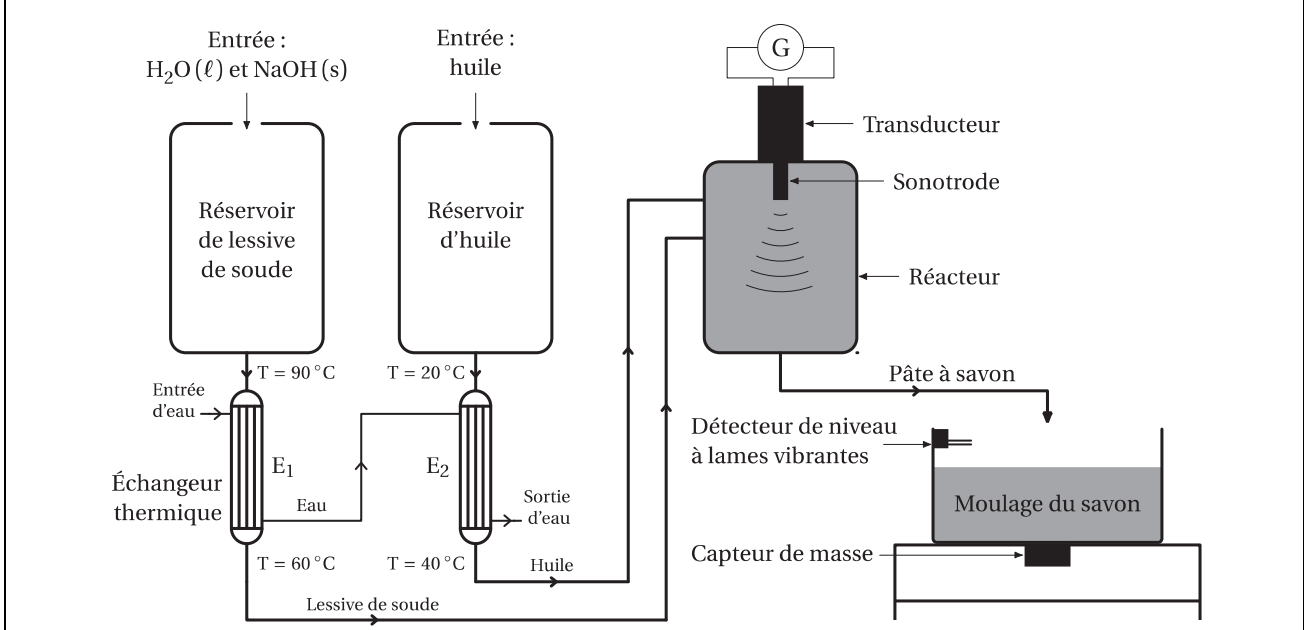 Entrée :
H₂O (ℓ) et NaOH (s)
Entrée :
huile
G
Transducteur
Sonotrode
Réservoir
de lessive
de soude
Réservoir
d'huile
Réacteur
T = 90 °C
T = 20 °C
Pâte à savon
Entrée
d'eau
Détecteur de niveau
à lames vibrantes
E₁
E₂
Échangeur
thermique
Eau
Sortie
d'eau
Moulage du savon
Capteur de masse
T = 60 °C
T = 40 °C
Huile
Lessive de soude